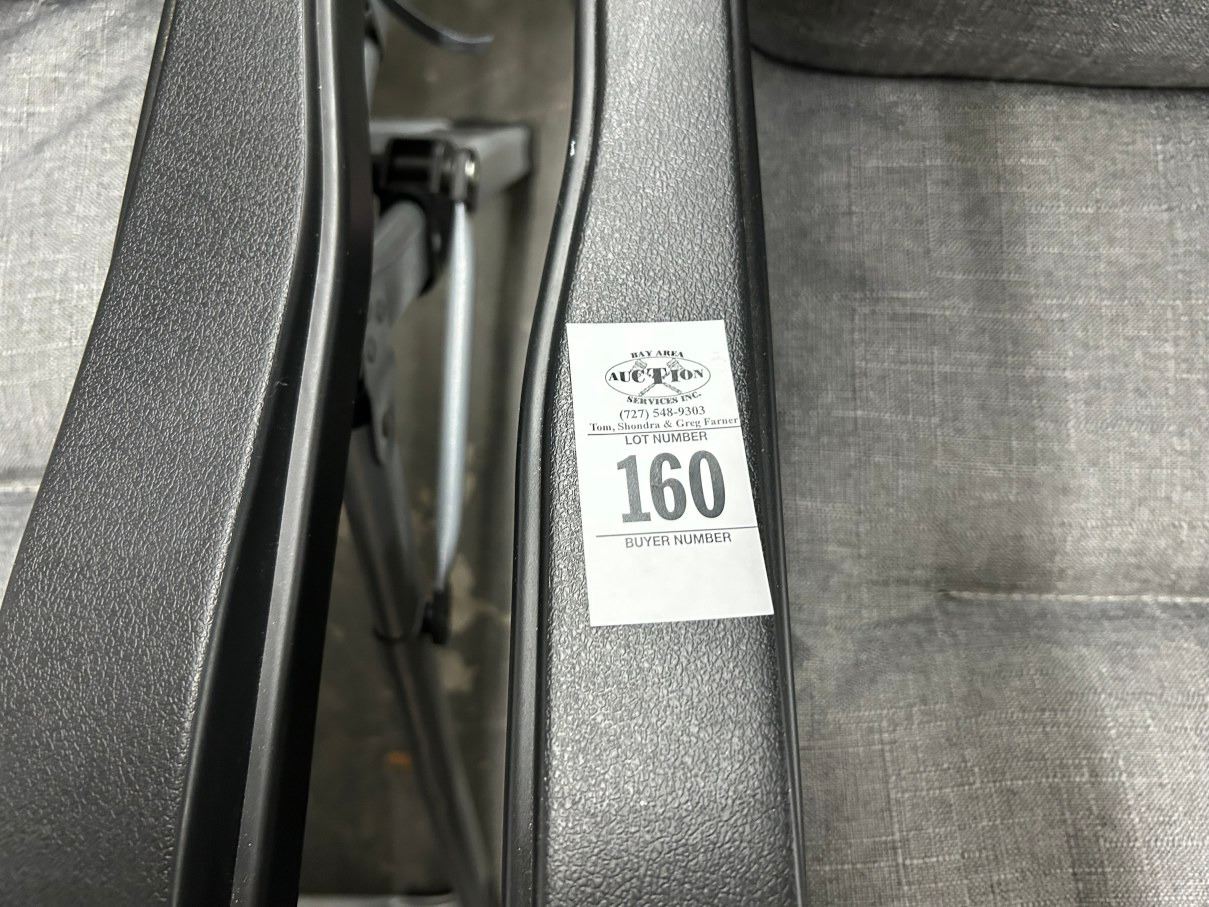 BAY AREA
AUCTION
SERVICES INC.
(727) 548-9303
Tom, Shondra & Greg Farner
LOT NUMBER
160
BUYER NUMBER